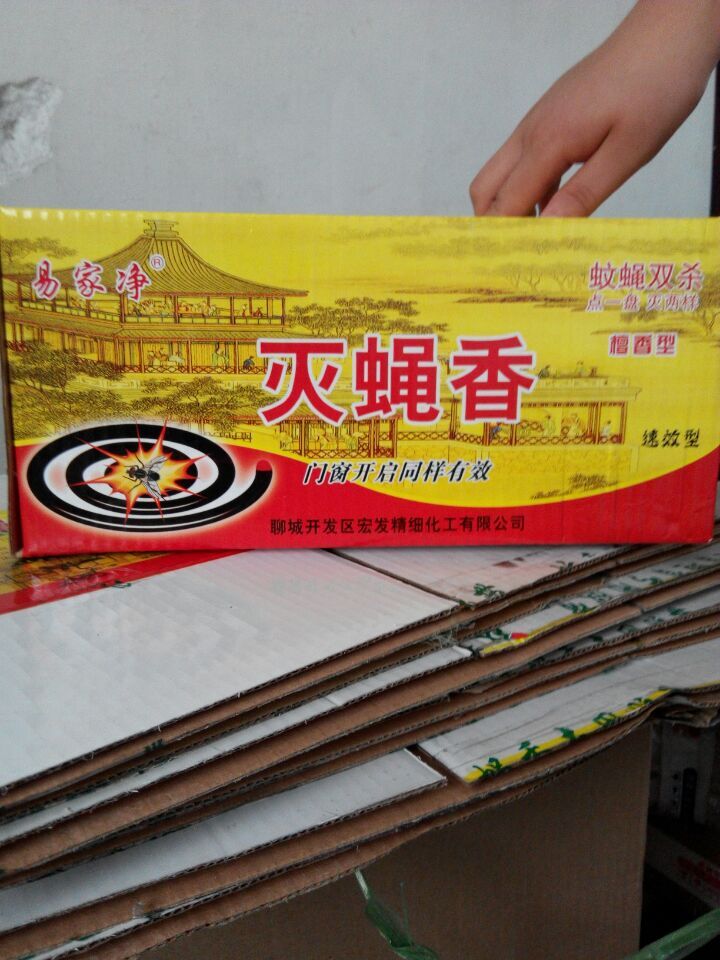 易家净®
蚊蝇双杀
点一盘 灭两样
檀香型
灭蝇香
速效型
门窗开启同样有效
聊城开发区宏发精细化工有限公司